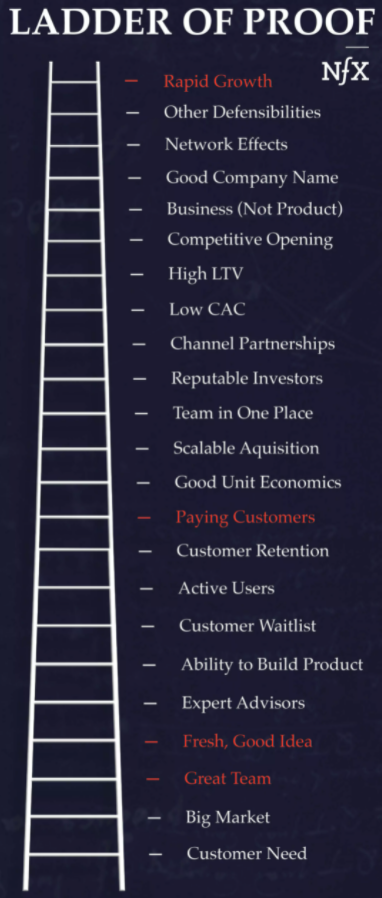 LADDER OF PROOF
NfX
Rapid Growth
Other Defensibilities
Network Effects
Good Company Name
Business (Not Product)
Competitive Opening
High LTV
Low CAC
Channel Partnerships
Reputable Investors
Team in One Place
Scalable Aquisition
Good Unit Economics
Paying Customers
Customer Retention
Active Users
Customer Waitlist
Ability to Build Product
Expert Advisors
Fresh, Good Idea
Great Team
Big Market
Customer Need